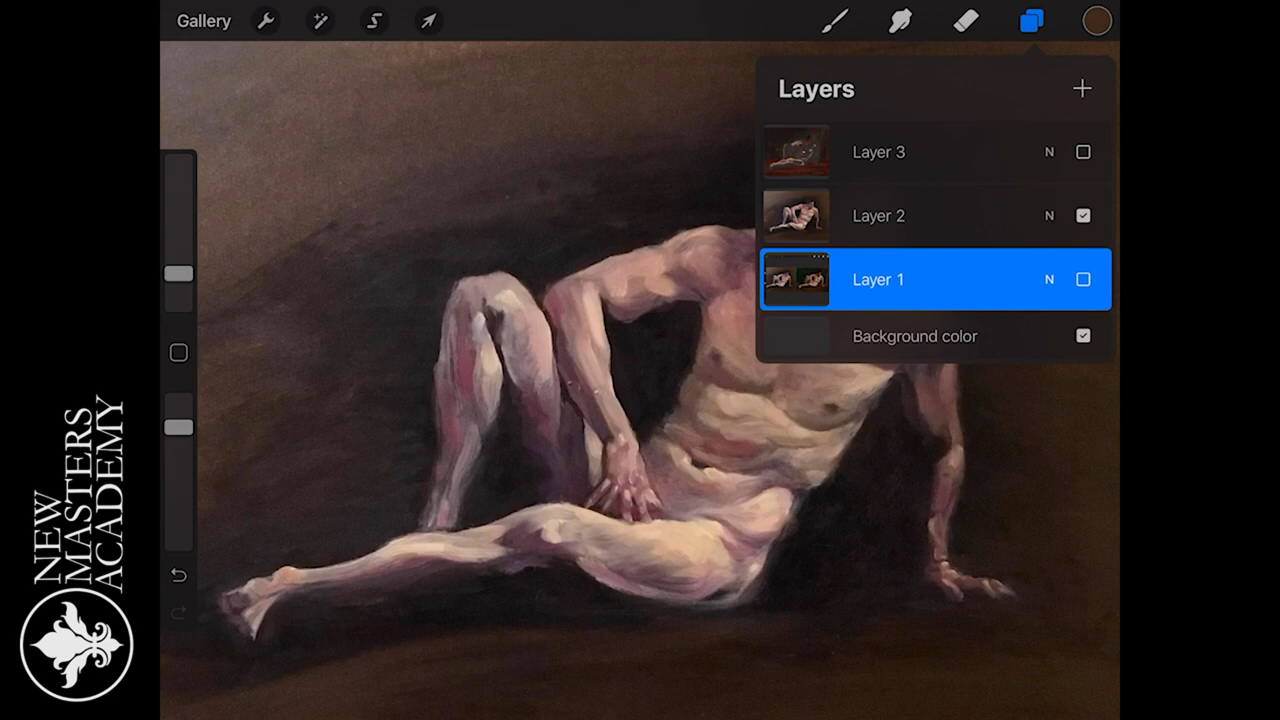 Gallery
Layers
Layer 3 N
Layer 2 N
Layer 1 N
Background color
NEW
MASTERS
ACADEMY